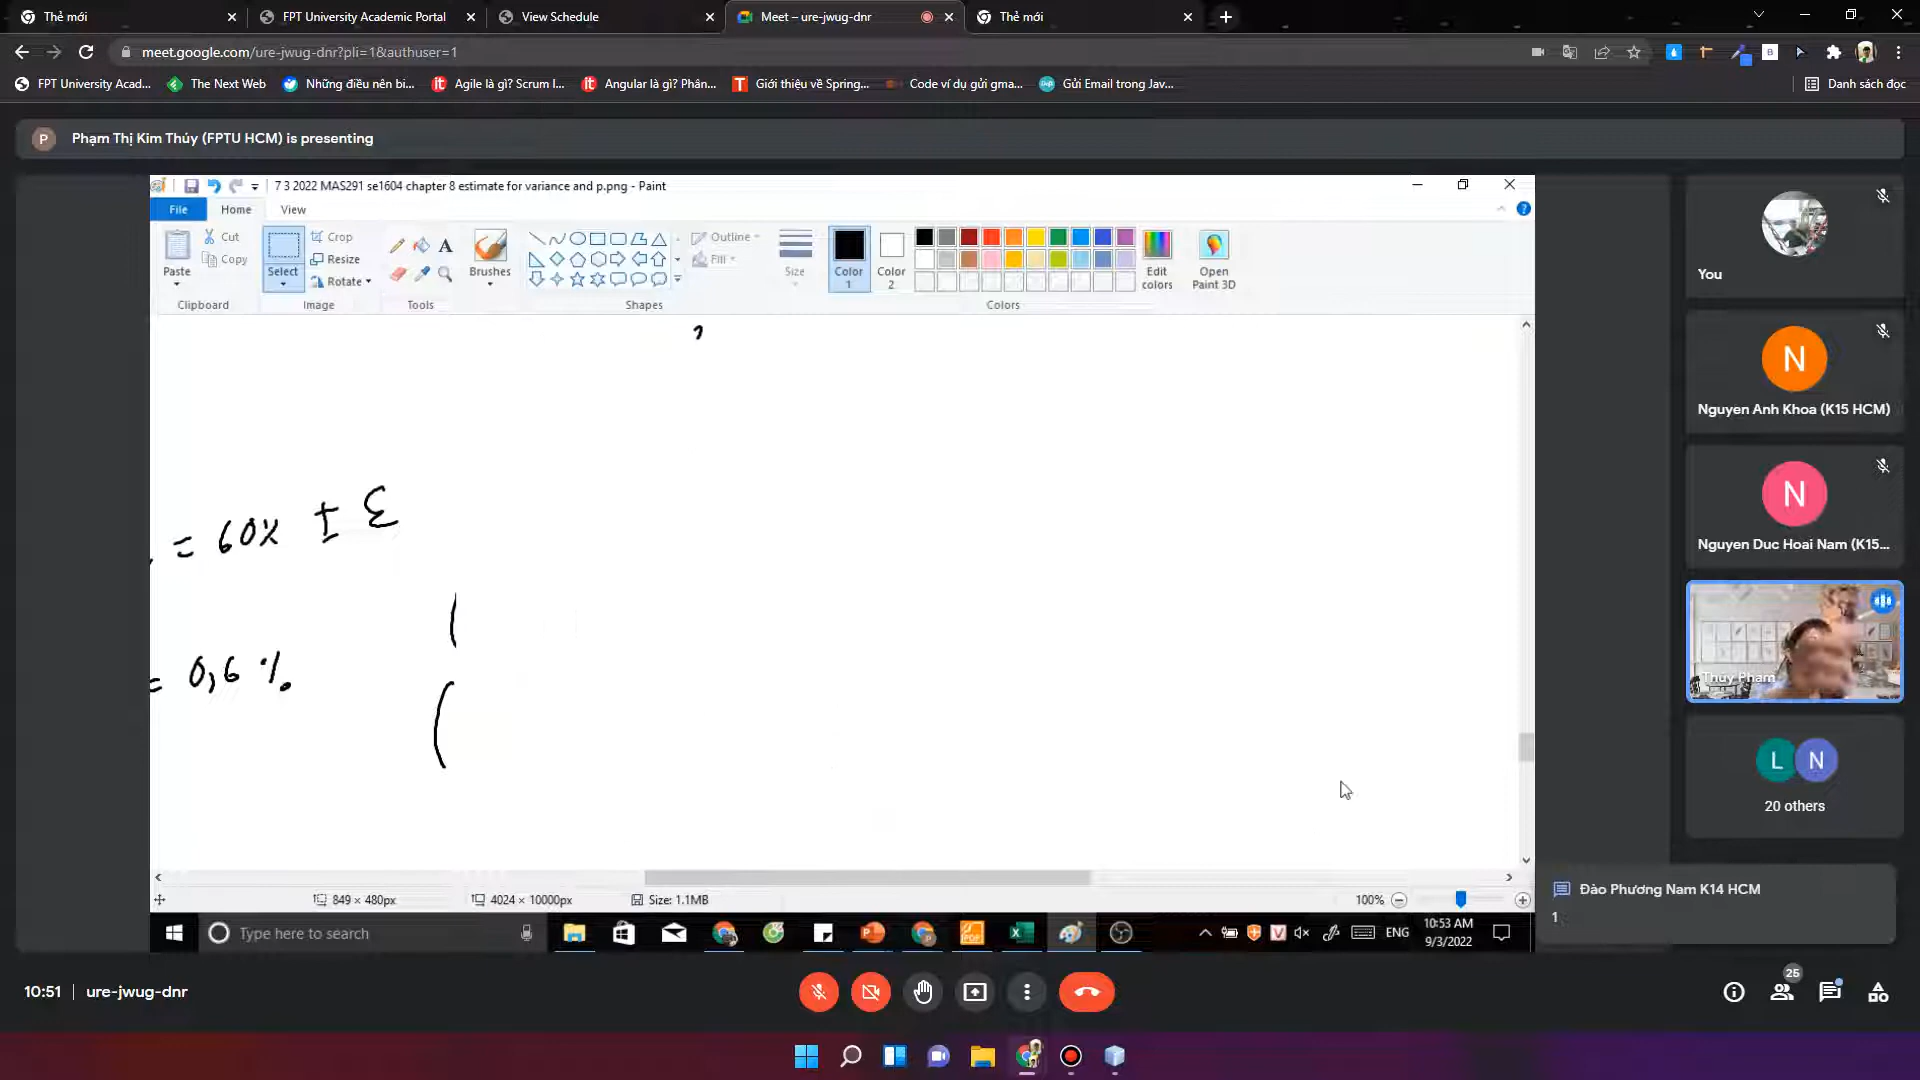 Thẻ mới
FPT University Academic Portal
View Schedule
Meet – ure-jwug-dnr
Thẻ mới
meet.google.com/ure-jwug-dnr?pli=1&authuser=1
FPT University Acad...
The Next Web
Những điều nên bi...
Agile là gì? Scrum I...
Angular là gì? Phân...
Giới thiệu về Spring...
Code ví dụ gửi gma...
Gửi Email trong Jav...
Danh sách đọc
P
Phạm Thị Kim Thúy (FPTU HCM) is presenting
7 3 2022 MAS291 se1604 chapter 8 estimate for variance and p.png - Paint
File
Home
View
Paste
Cut
Copy
Clipboard
Select
Crop
Resize
Rotate
Image
A
Tools
Brushes
Shapes
Outline
Fill
Size
Color 1
Color 2
Edit colors
Open Paint 3D
Colors
= 60% ± ε
(
= 0,6 %.
(
849 × 480px
4024 × 10000px
Size: 1.1MB
100%
Type here to search
ENG
10:53 AM
9/3/2022
You
N
Nguyen Anh Khoa (K15 HCM)
N
Nguyen Duc Hoai Nam (K15...
Thuy Pham
L N
20 others
Đào Phương Nam K14 HCM
1
10:51 | ure-jwug-dnr
25